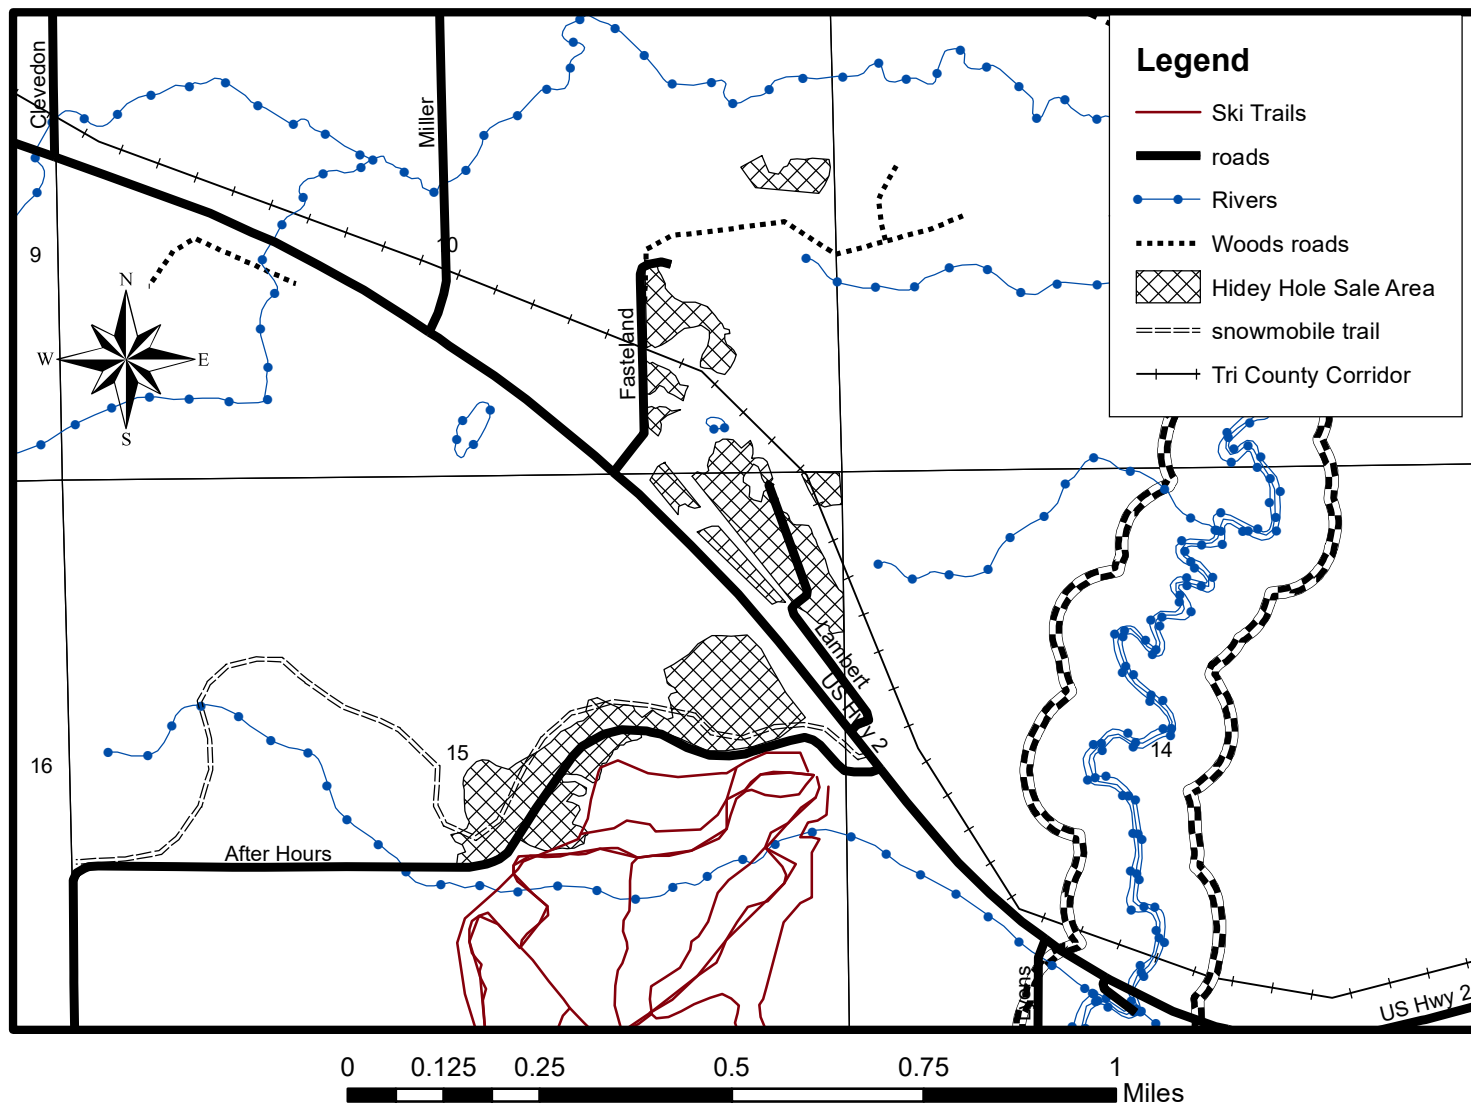 Clevedon
Miller
Legend
Ski Trails
roads
Rivers
Woods roads
Hidey Hole Sale Area
snowmobile trail
Tri County Corridor
9
10
N
W
E
S
Fasteland
Lambert
US Hwy 2
16
15
14
After Hours
US Hwy 2
0
0.125
0.25
0.5
0.75
1
Miles